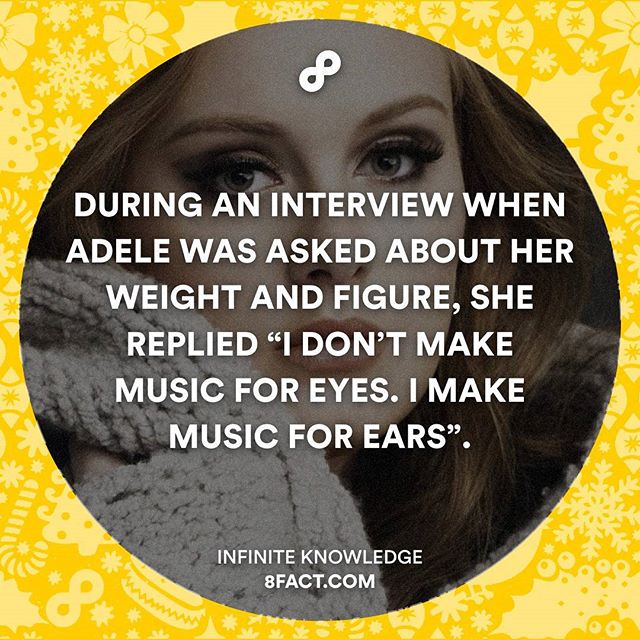 DURING AN INTERVIEW WHEN
ADELE WAS ASKED ABOUT HER
WEIGHT AND FIGURE, SHE
REPLIED “I DON’T MAKE
MUSIC FOR EYES. I MAKE
MUSIC FOR EARS”.
INFINITE KNOWLEDGE
8FACT.COM